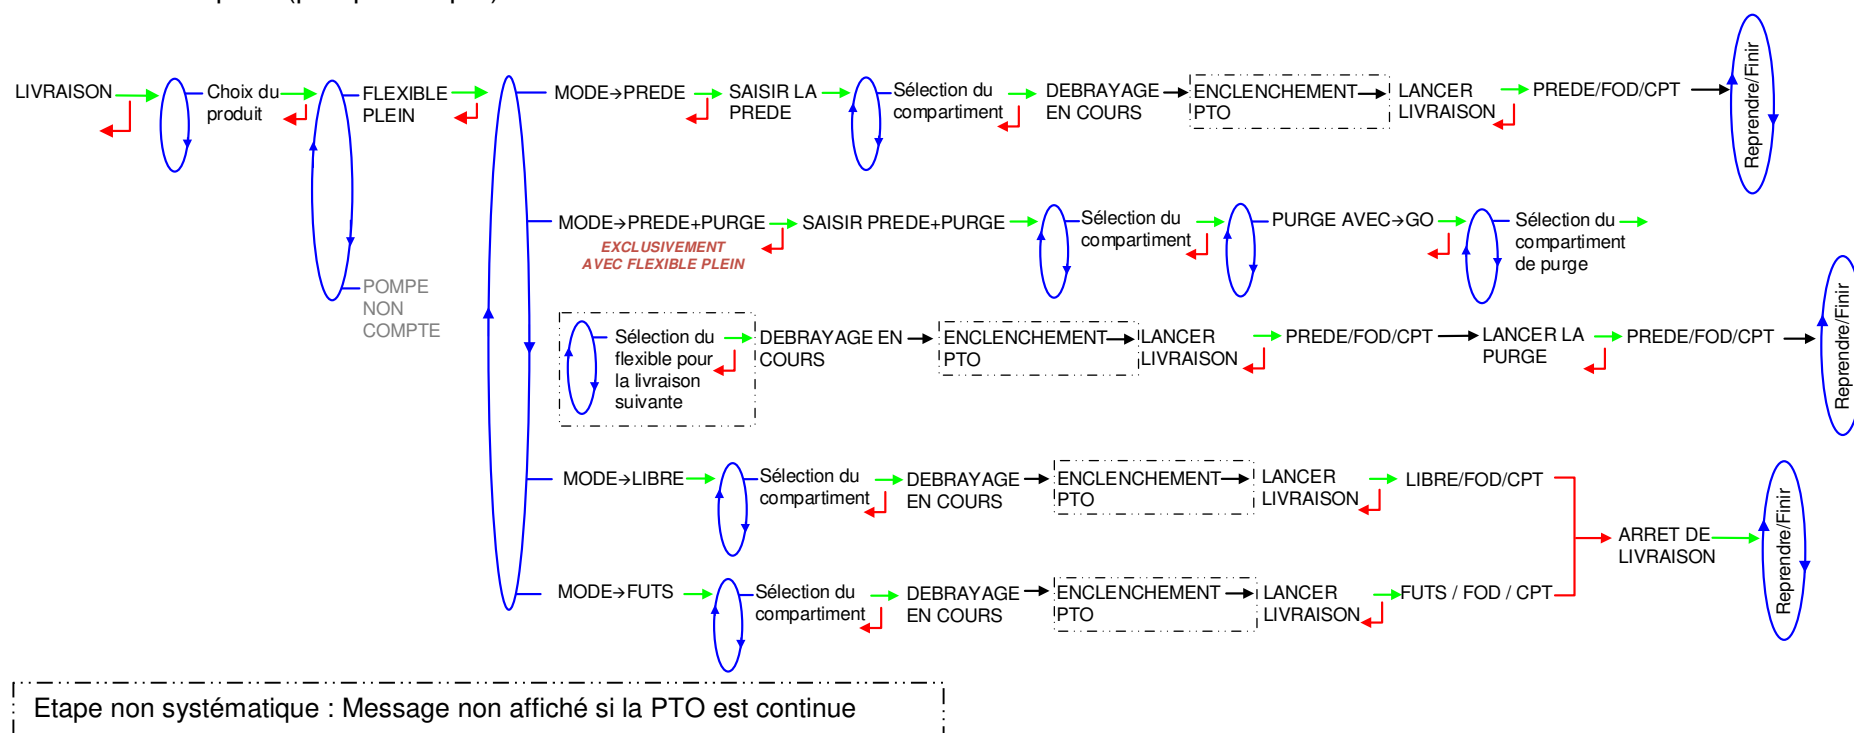 LIVRAISON
Choix du
produit
FLEXIBLE
PLEIN
POMPE
NON
COMPTE
MODE→PREDE
SAISIR LA
PREDE
Sélection du
compartiment
DEBRAYAGE
EN COURS
ENCLENCHEMENT
PTO
LANCER
LIVRAISON
PREDE/FOD/CPT
Reprendre/Finir
MODE→PREDE+PURGE
EXCLUSIVEMENT
AVEC FLEXIBLE PLEIN
SAISIR PREDE+PURGE
Sélection du
compartiment
PURGE AVEC→GO
Sélection du
compartiment
de purge
Sélection du
flexible pour
la livraison
suivante
DEBRAYAGE EN
COURS
ENCLENCHEMENT
PTO
LANCER
LIVRAISON
PREDE/FOD/CPT
LANCER LA
PURGE
PREDE/FOD/CPT
Reprendre/Finir
MODE→LIBRE
Sélection du
compartiment
DEBRAYAGE
EN COURS
ENCLENCHEMENT
PTO
LANCER
LIVRAISON
LIBRE/FOD/CPT
MODE→FUTS
Sélection du
compartiment
DEBRAYAGE
EN COURS
ENCLENCHEMENT
PTO
LANCER
LIVRAISON
FUTS / FOD / CPT
ARRET DE
LIVRAISON
Reprendre/Finir
Etape non systématique : Message non affiché si la PTO est continue